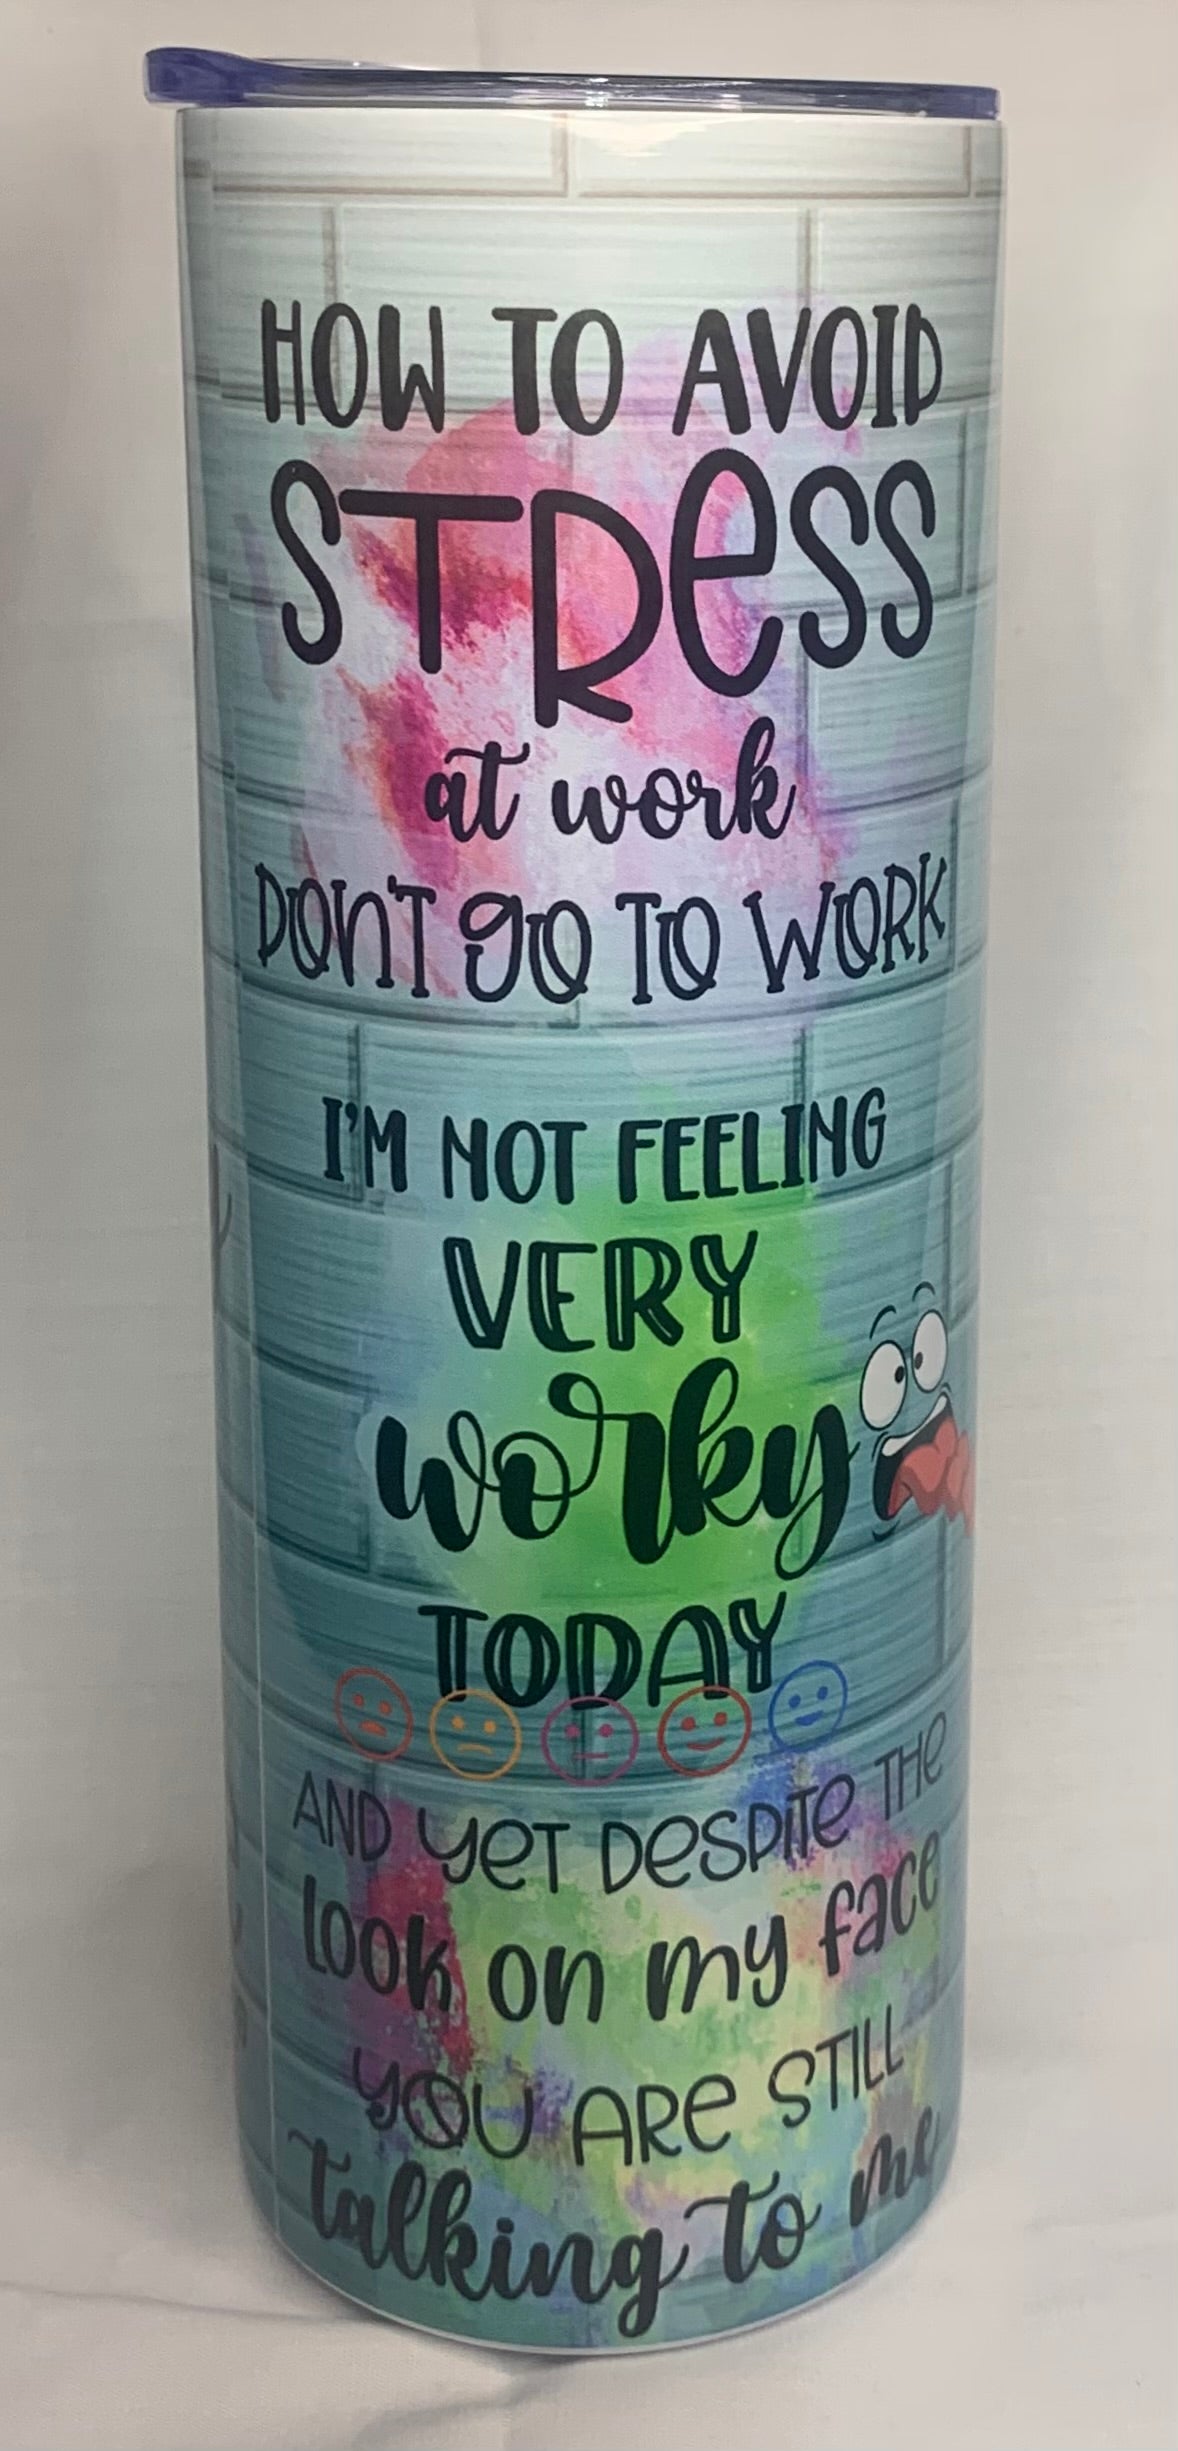 HOW TO AVOID
STRess
at work
DON'T gO TO WORK
I'M NOT FEELING
VERY
worky
TODAY
AND yeT DespiTe THe
look on my face
yOU ARe STILL
talking to me